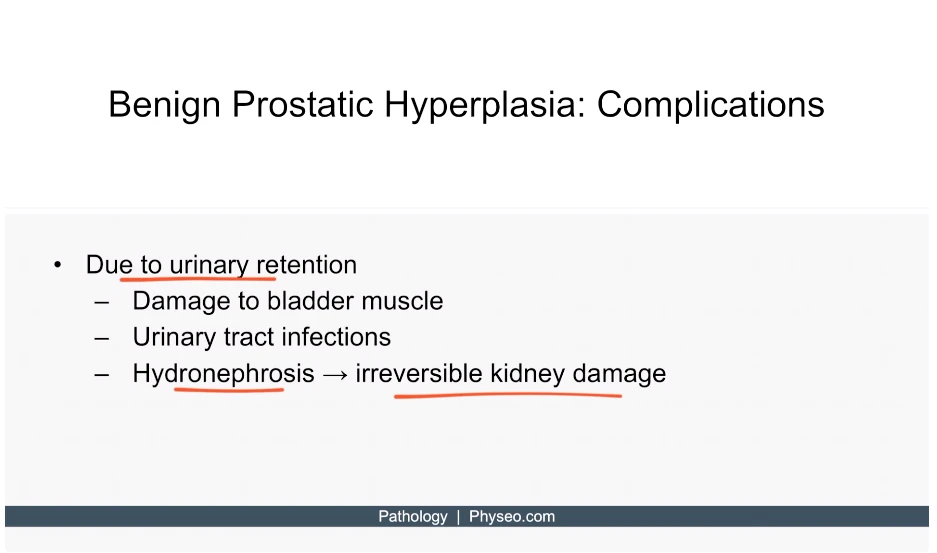 Benign Prostatic Hyperplasia: Complications
• Due to urinary retention
– Damage to bladder muscle
– Urinary tract infections
– Hydronephrosis → irreversible kidney damage
Pathology | Physeo.com